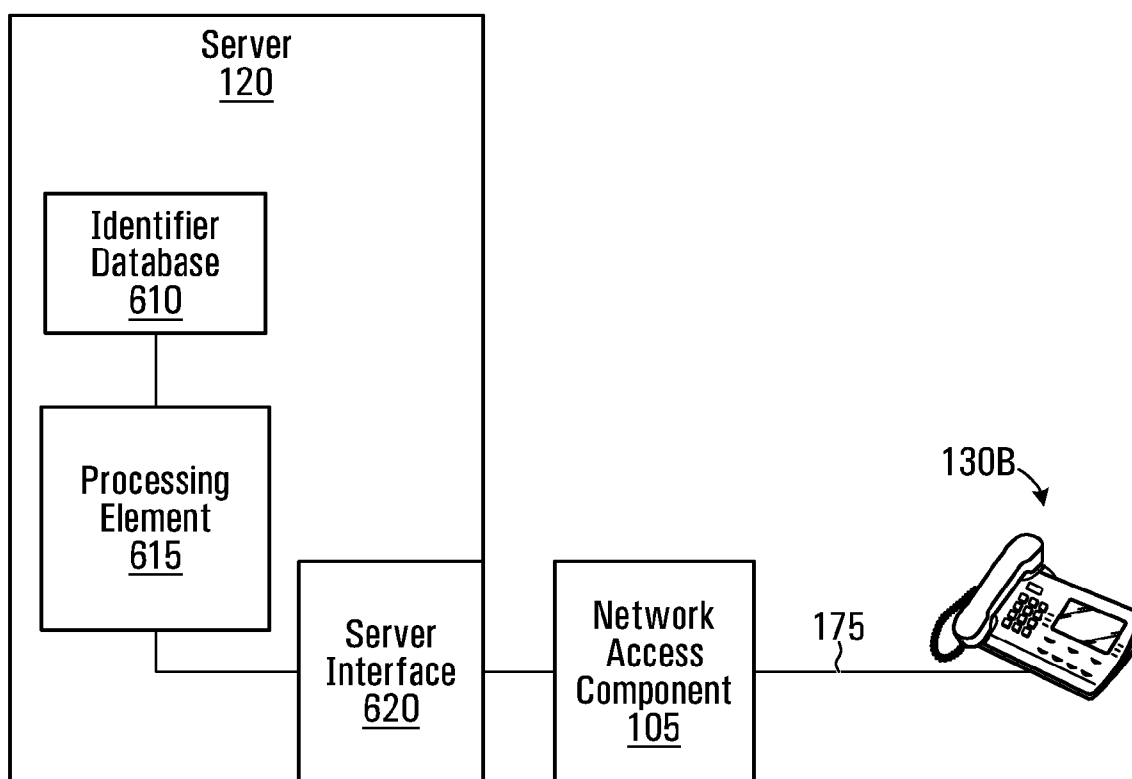 Server
120
Identifier
Database
610
Processing
Element
615
Server
Interface
620
Network
Access
Component
105
175
130B